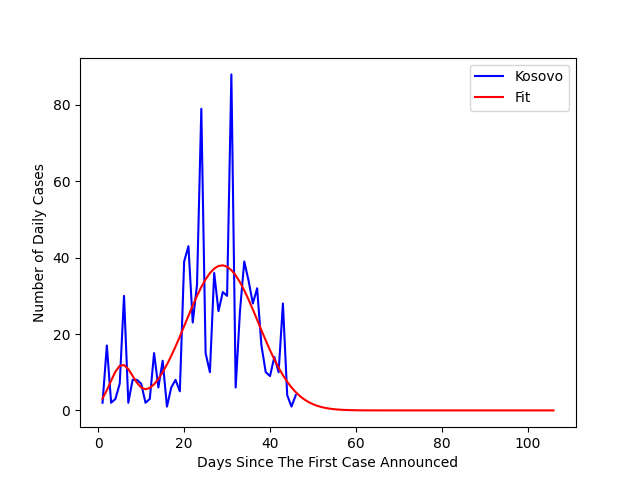 Kosovo
Fit
Number of Daily Cases
80
60
40
20
0
0 20 40 60 80 100
Days Since The First Case Announced